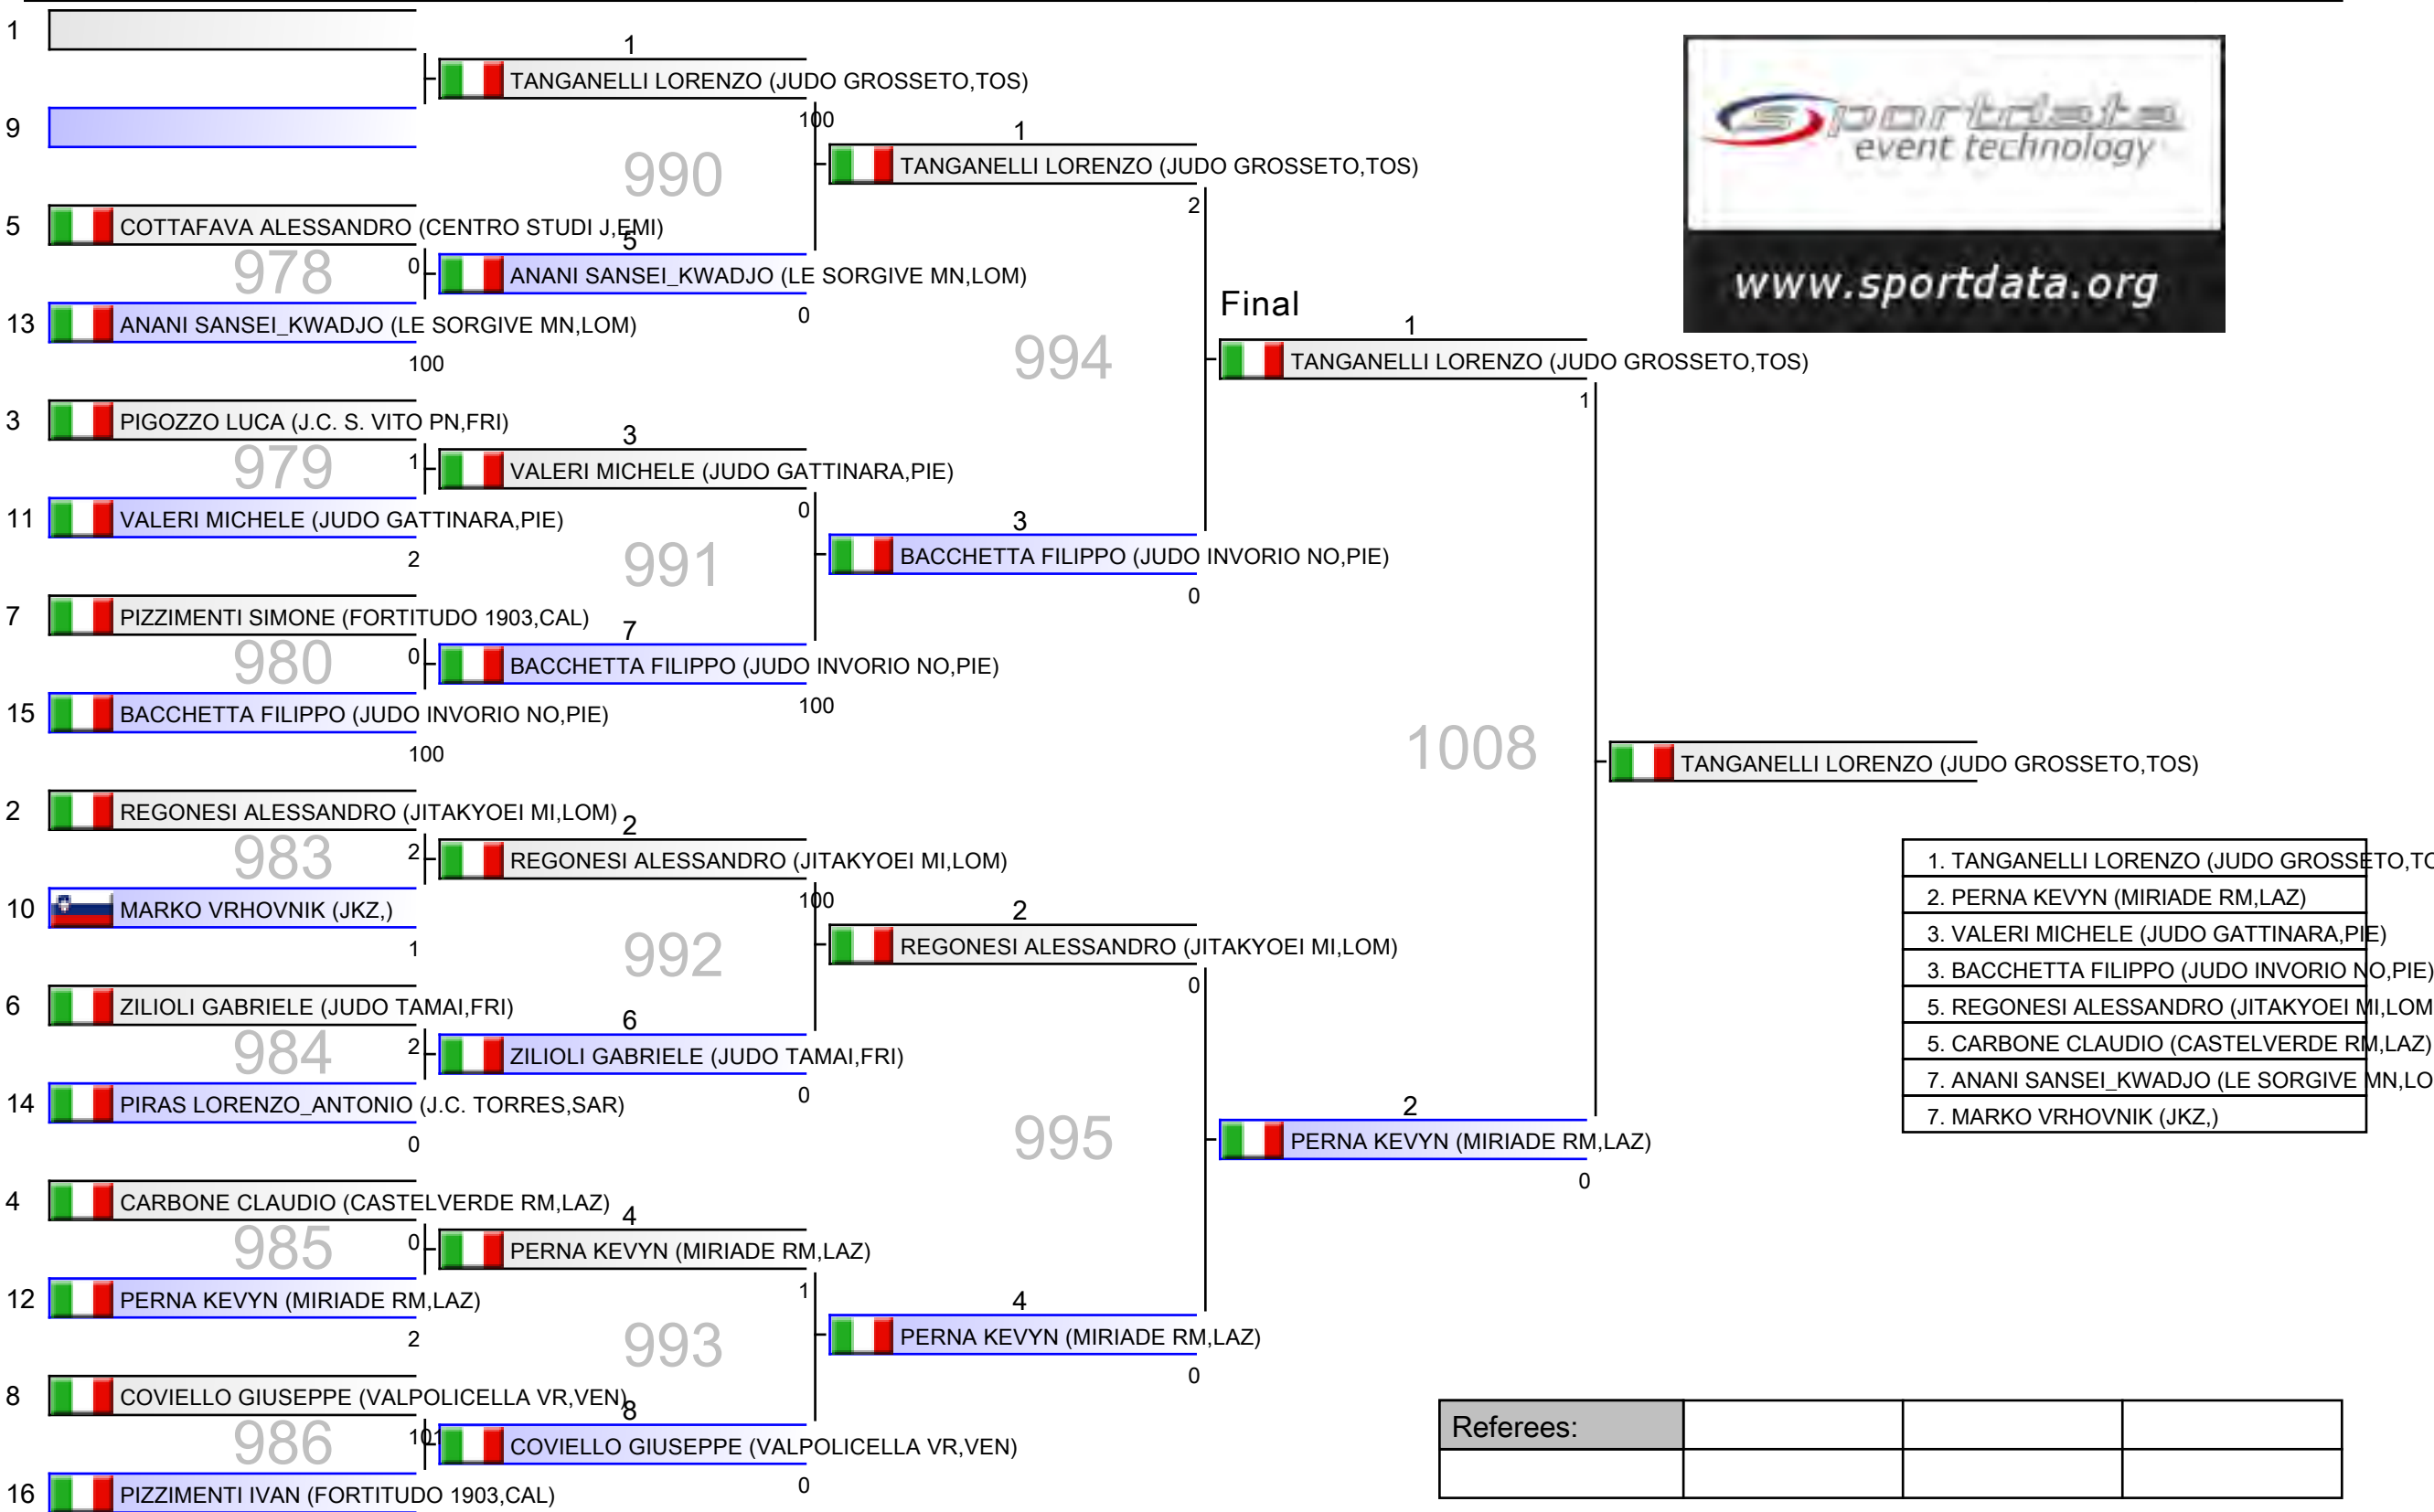 1
1
TANGANELLI LORENZO (JUDO GROSSETO,TOS)
9
100
1
990
TANGANELLI LORENZO (JUDO GROSSETO,TOS)
2
5
COTTAFAVA ALESSANDRO (CENTRO STUDI J,EMI)
5
978
0
ANANI SANSEI_KWADJO (LE SORGIVE MN,LOM)
0
13
ANANI SANSEI_KWADJO (LE SORGIVE MN,LOM)
100
Final
1
994
TANGANELLI LORENZO (JUDO GROSSETO,TOS)
1
3
PIGOZZO LUCA (J.C. S. VITO PN,FRI)
3
979
1
VALERI MICHELE (JUDO GATTINARA,PIE)
0
11
VALERI MICHELE (JUDO GATTINARA,PIE)
2
3
991
BACCHETTA FILIPPO (JUDO INVORIO NO,PIE)
0
7
PIZZIMENTI SIMONE (FORTITUDO 1903,CAL)
7
980
0
BACCHETTA FILIPPO (JUDO INVORIO NO,PIE)
100
15
BACCHETTA FILIPPO (JUDO INVORIO NO,PIE)
100
1008
TANGANELLI LORENZO (JUDO GROSSETO,TOS)
2
REGONESI ALESSANDRO (JITAKYOEI MI,LOM)
2
983
2
REGONESI ALESSANDRO (JITAKYOEI MI,LOM)
100
10
MARKO VRHOVNIK (JKZ,)
1
2
992
REGONESI ALESSANDRO (JITAKYOEI MI,LOM)
0
6
ZILIOLI GABRIELE (JUDO TAMAI,FRI)
6
984
2
ZILIOLI GABRIELE (JUDO TAMAI,FRI)
0
14
PIRAS LORENZO_ANTONIO (J.C. TORRES,SAR)
0
995
2
PERNA KEVYN (MIRIADE RM,LAZ)
0
4
CARBONE CLAUDIO (CASTELVERDE RM,LAZ)
4
985
0
PERNA KEVYN (MIRIADE RM,LAZ)
1
12
PERNA KEVYN (MIRIADE RM,LAZ)
2
4
993
PERNA KEVYN (MIRIADE RM,LAZ)
0
8
COVIELLO GIUSEPPE (VALPOLICELLA VR,VEN)
8
986
COVIELLO GIUSEPPE (VALPOLICELLA VR,VEN)
0
16
PIZZIMENTI IVAN (FORTITUDO 1903,CAL)
sportdata
event technology
www.sportdata.org
1. TANGANELLI LORENZO (JUDO GROSSETO,TO
2. PERNA KEVYN (MIRIADE RM,LAZ)
3. VALERI MICHELE (JUDO GATTINARA,PIE)
3. BACCHETTA FILIPPO (JUDO INVORIO NO,PIE)
5. REGONESI ALESSANDRO (JITAKYOEI MI,LOM
5. CARBONE CLAUDIO (CASTELVERDE RM,LAZ)
7. ANANI SANSEI_KWADJO (LE SORGIVE MN,LO
7. MARKO VRHOVNIK (JKZ,)
Referees: